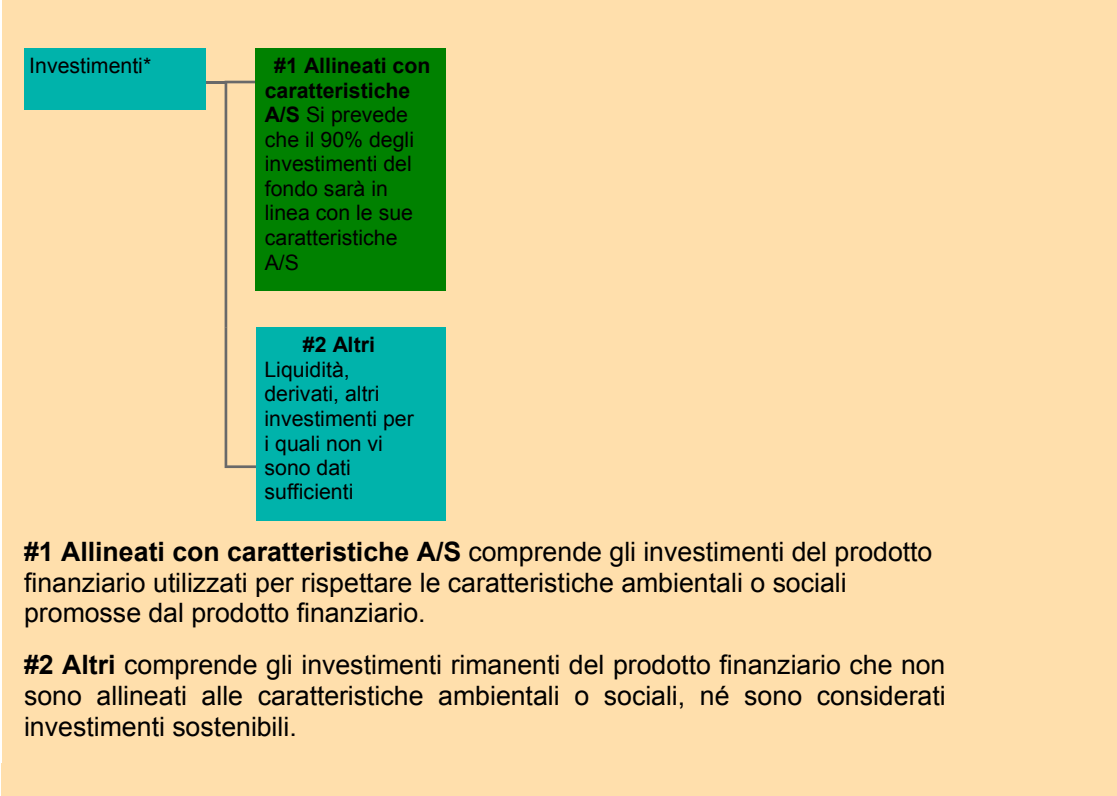 Investimenti*
#1 Allineati con
caratteristiche
A/S Si prevede
che il 90% degli
investimenti del
fondo sarà in
linea con le sue
caratteristiche
A/S
#2 Altri
Liquidità,
derivati, altri
investimenti per
i quali non vi
sono dati
sufficienti
#1 Allineati con caratteristiche A/S comprende gli investimenti del prodotto
finanziario utilizzati per rispettare le caratteristiche ambientali o sociali
promosse dal prodotto finanziario.
#2 Altri comprende gli investimenti rimanenti del prodotto finanziario che non
sono allineati alle caratteristiche ambientali o sociali, né sono considerati
investimenti sostenibili.